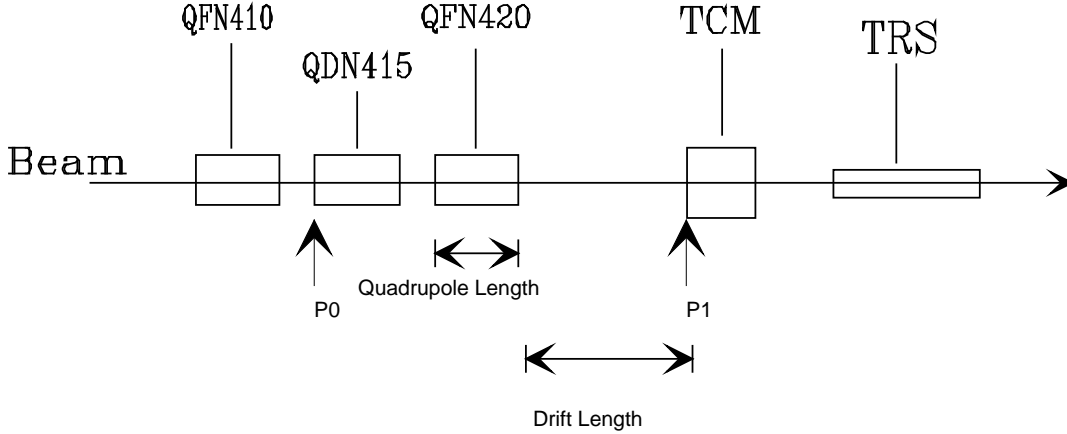 QFN410
QFN420
TCM
TRS
QDN415
Beam
Quadrupole Length
P0
P1
Drift Length